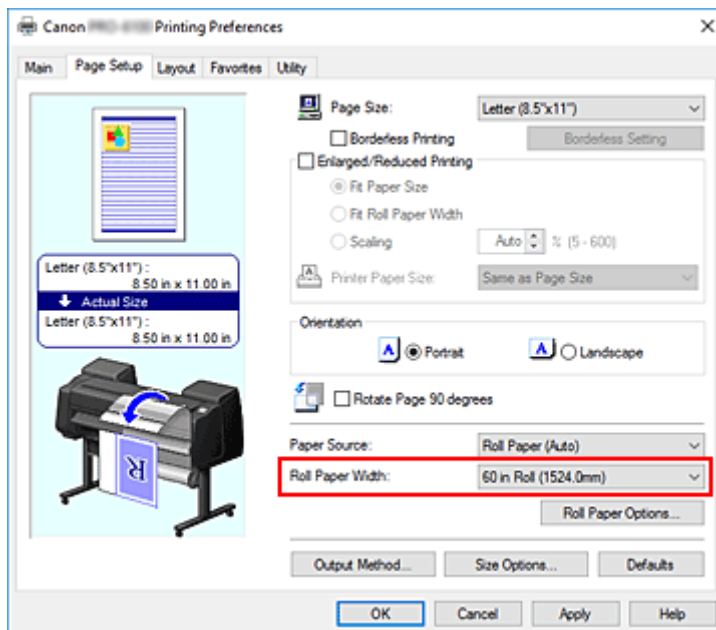 Canon Printing Preferences
Main Page Setup Layout Favorites Utility
Page Size: Letter (8.5"x11")
Borderless Printing Borderless Setting
Enlarged/Reduced Printing
Fit Paper Size
Fit Roll Paper Width
Scaling Auto % (5 - 600)
Printer Paper Size: Same as Page Size
Letter (8.5"x11") :
8.50 in x 11.00 in
Actual Size
Letter (8.5"x11") :
8.50 in x 11.00 in
Orientation
A Portrait A Landscape
Rotate Page 90 degrees
R
Paper Source: Roll Paper (Auto)
Roll Paper Width: 60 in Roll (1524.0mm)
Roll Paper Options...
Output Method... Size Options... Defaults
OK Cancel Apply Help